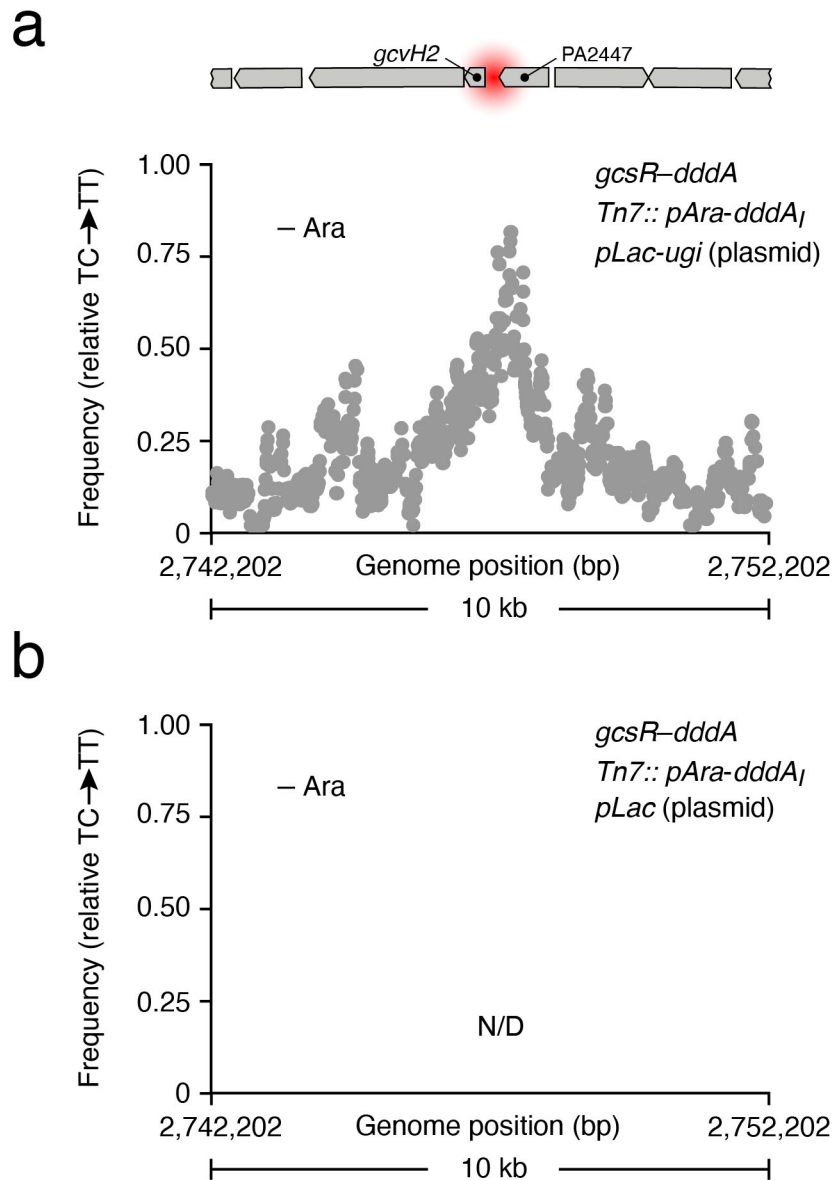 a
gcvH2
PA2447
1.00
0.75
0.50
0.25
0
Frequency (relative TC→TT)
– Ara
gcsR–dddA
Tn7:: pAra-dddAI
pLac-ugi (plasmid)
2,742,202
Genome position (bp)
2,752,202
10 kb
b
1.00
0.75
0.50
0.25
0
Frequency (relative TC→TT)
– Ara
gcsR–dddA
Tn7:: pAra-dddAI
pLac (plasmid)
N/D
2,742,202
Genome position (bp)
2,752,202
10 kb